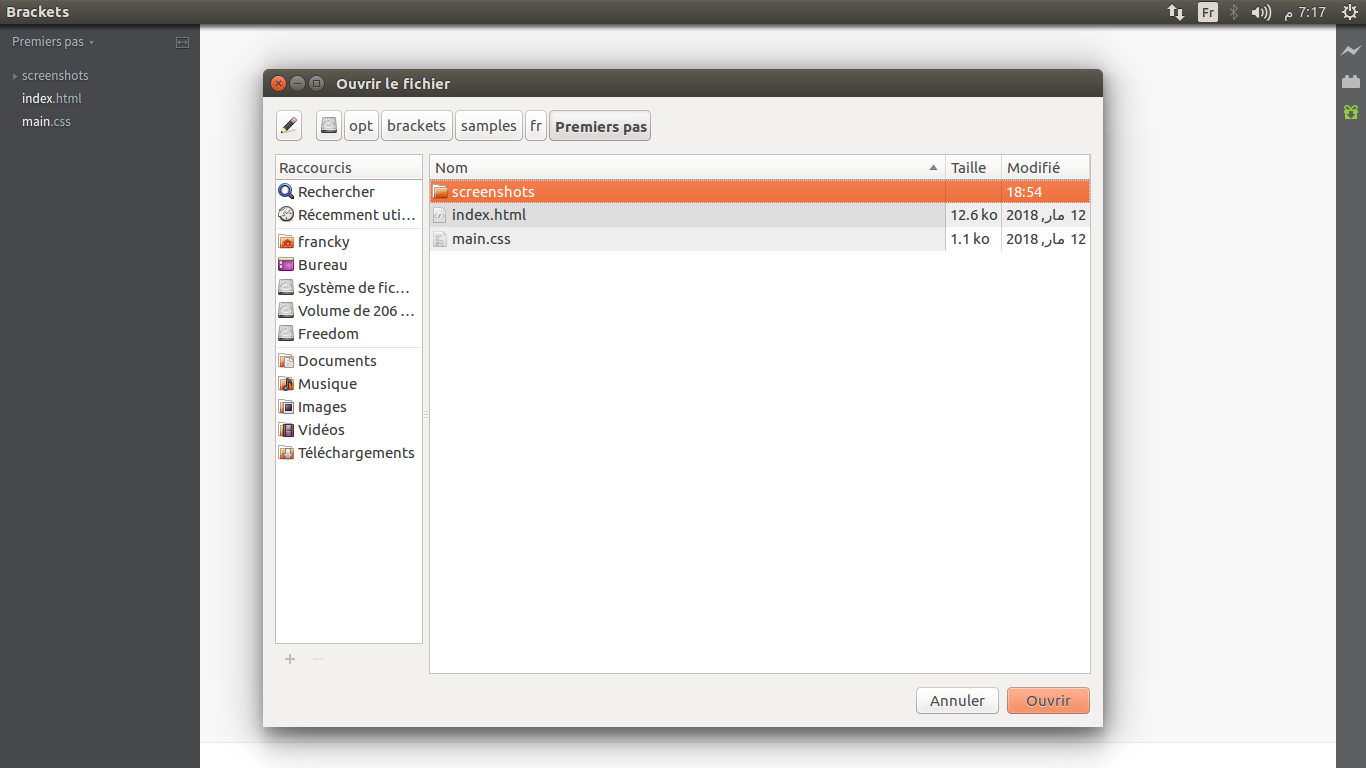 Brackets
Fr
7:17 م
Premiers pas
screenshots
index.html
main.css
Ouvrir le fichier
opt
brackets
samples
fr
Premiers pas
Raccourcis
Rechercher
Récemment uti…
francky
Bureau
Système de fic…
Volume de 206 …
Freedom
Documents
Musique
Images
Vidéos
Téléchargements
Nom Taille Modifié
screenshots 18:54
index.html 12.6 ko 12 مار, 2018
main.css 1.1 ko 12 مار, 2018
Annuler
Ouvrir